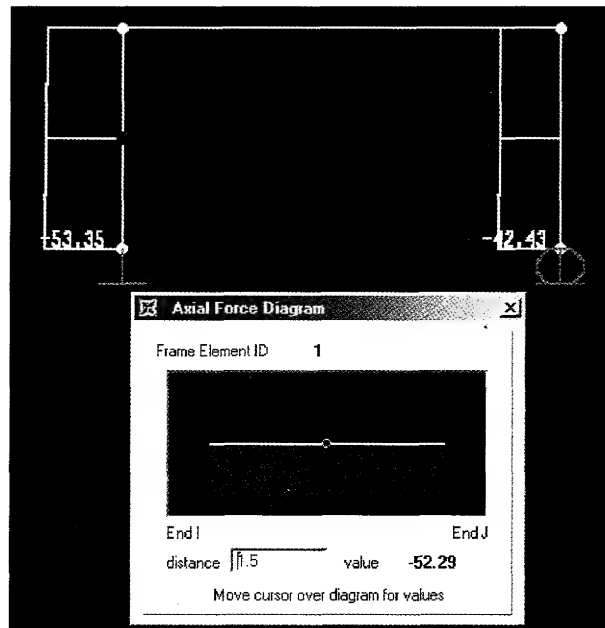 -53.35 -42.43
Axial Force Diagram
Frame Element ID 1
End I End J
distance 1.5 value -52.29
Move cursor over diagram for values